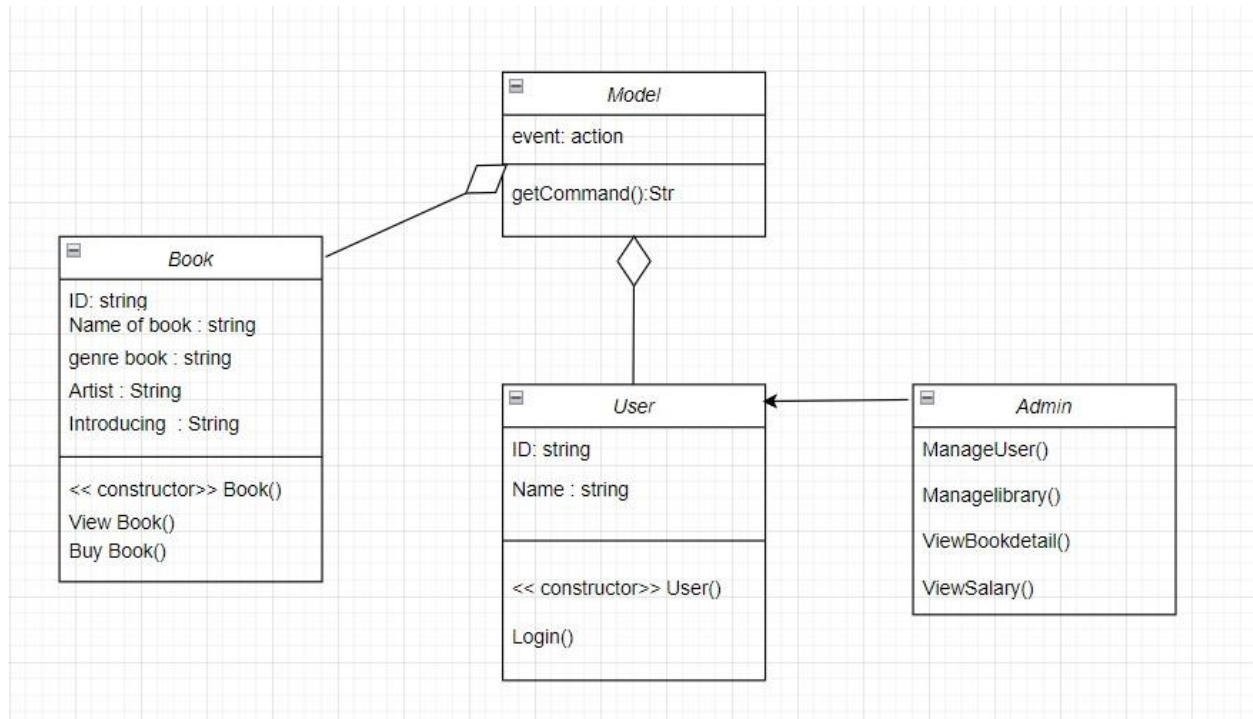 Model
event: action
getCommand():Str
Book
ID: string
Name of book : string
genre book : string
Artist : String
Introducing : String
<< constructor>> Book()
View Book()
Buy Book()
User
ID: string
Name : string
<< constructor>> User()
Login()
Admin
ManageUser()
Managelibrary()
ViewBookdetail()
ViewSalary()